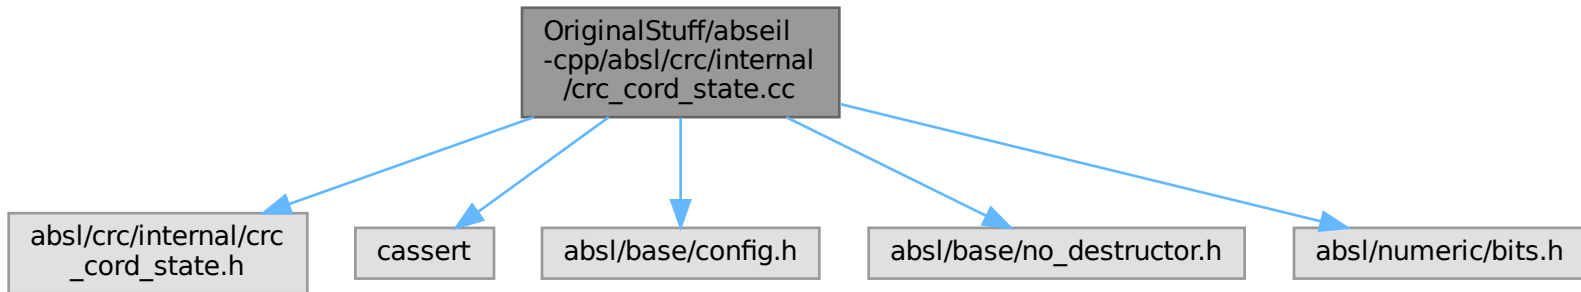 OriginalStuff/abseil
-cpp/absl/crc/internal
/crc_cord_state.cc
absl/crc/internal/crc
_cord_state.h
cassert
absl/base/config.h
absl/base/no_destructor.h
absl/numeric/bits.h